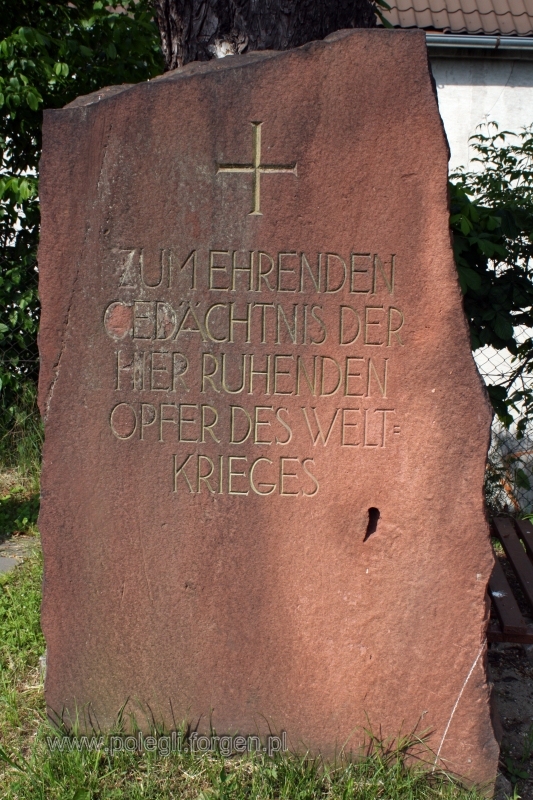 ZUM EHRENDEN
GEDÄCHTNIS DER
HIER RUHENDEN
OPFER DES WELT=
KRIEGES
www.polegli.forgen.pl